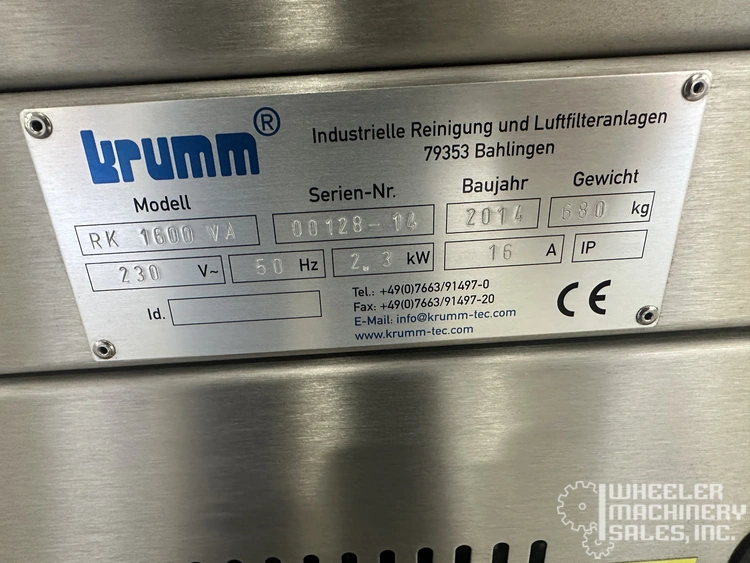 krumm®
Industrielle Reinigung und Luftfilteranlagen
79353 Bahlingen
Modell Serien-Nr. Baujahr Gewicht
RK 1600 VA 00128-14 2014 680 kg
230 V~ 50 Hz 2.3 kW 16 A IP
Id.
Tel.: +49(0)7663/91497-0
Fax: +49(0)7663/91497-20
E-Mail: info@krumm-tec.com
www.krumm-tec.com
CE
WHEELER
MACHINERY
SALES, INC.